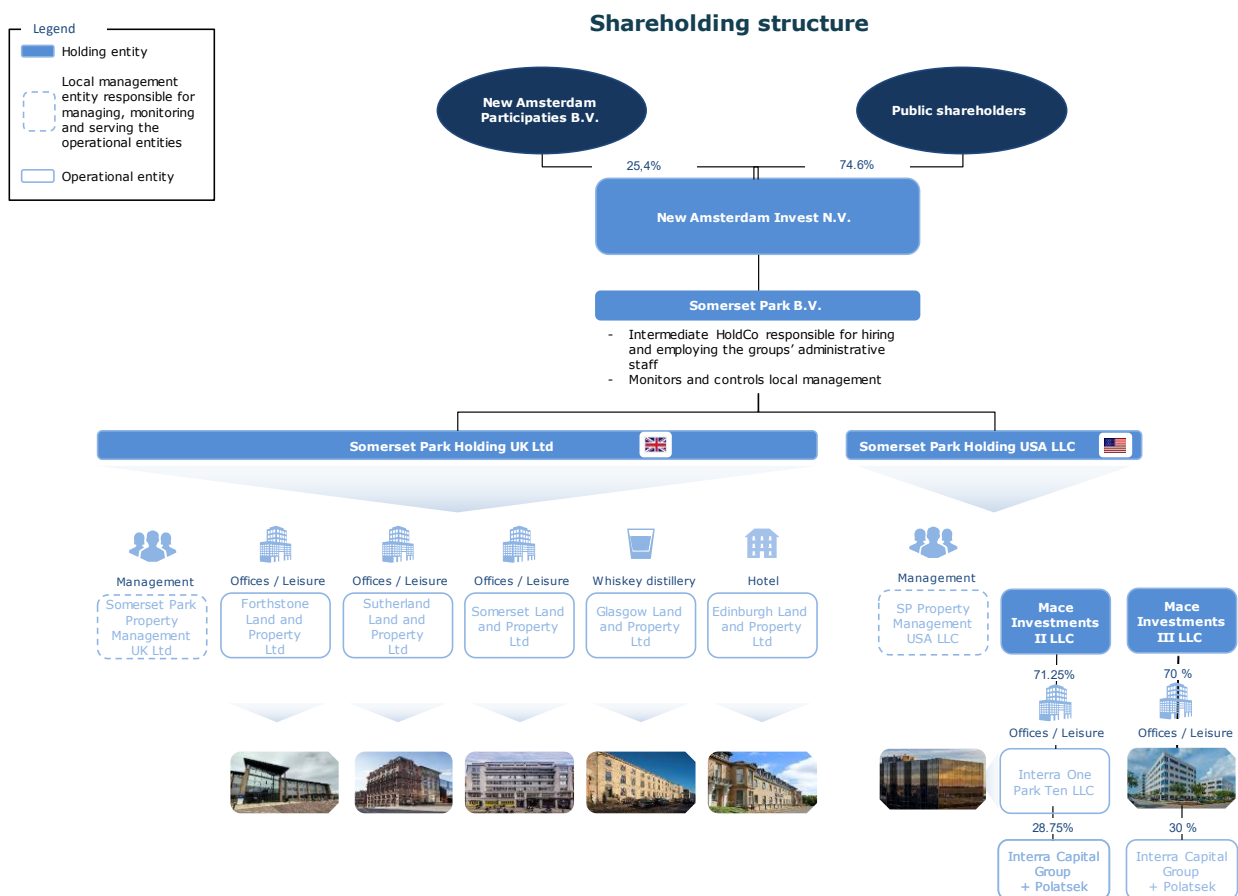 Shareholding structure
Legend
Holding entity
Local management
entity responsible for
managing, monitoring
and serving the
operational entities
Operational entity
New Amsterdam
Participaties B.V.
Public shareholders
25,4%
74.6%
New Amsterdam Invest N.V.
Somerset Park B.V.
- Intermediate HoldCo responsible for hiring
and employing the groups' administrative
staff
- Monitors and controls local management
Somerset Park Holding UK Ltd
Somerset Park Holding USA LLC
Management
Somerset Park
Property
Management
UK Ltd
Offices / Leisure
Forthstone
Land and
Property
Ltd
Offices / Leisure
Sutherland
Land and
Property
Ltd
Offices / Leisure
Somerset Land
and Property
Ltd
Whiskey distillery
Glasgow Land
and Property
Ltd
Hotel
Edinburgh Land
and Property
Ltd
Management
SP Property
Management
USA LLC
Mace
Investments
II LLC
71.25%
Offices / Leisure
Interra One
Park Ten LLC
28.75%
Interra Capital
Group
+ Polatsek
Mace
Investments
III LLC
70 %
Offices / Leisure
30 %
Interra Capital
Group
+ Polatsek